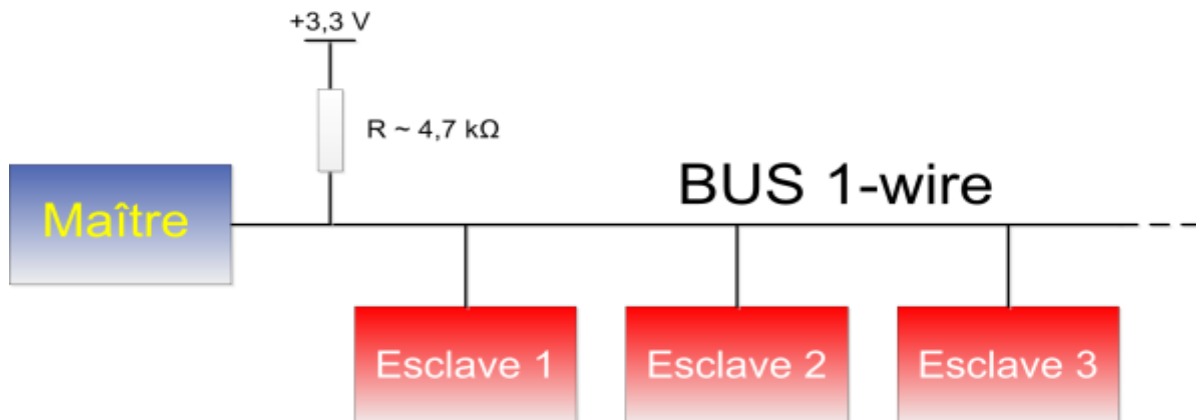 +3,3 V
R ~ 4,7 kΩ
BUS 1-wire
Maître
Esclave 1
Esclave 2
Esclave 3